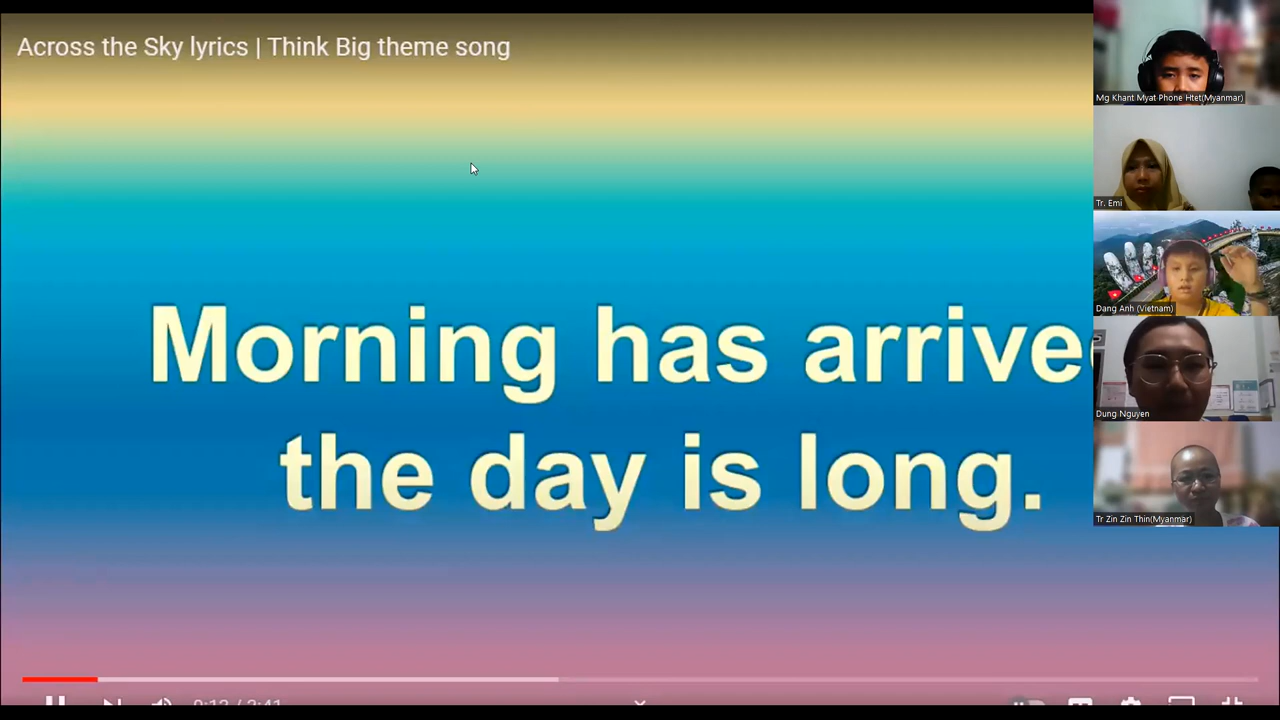 Across the Sky lyrics | Think Big theme song
Morning has arrive
the day is long.
Mg Khant Myat Phone Htet(Myanmar)
Tr. Emi
Dang Anh (Vietnam)
Dung Nguyen
Tr Zin Zin Thin(Myanmar)